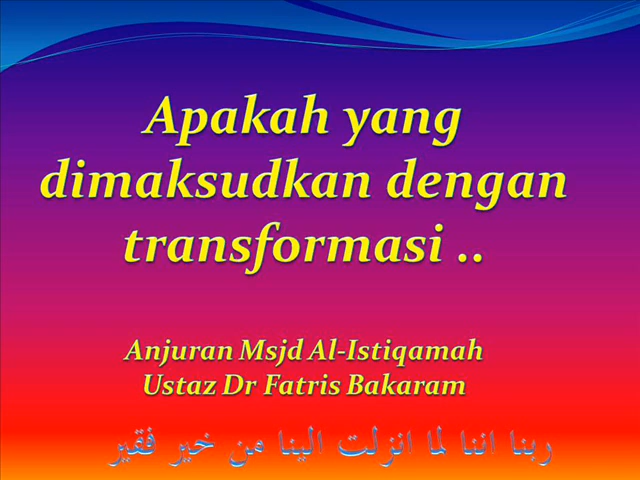 Apakah yang
dimaksudkan dengan
transformasi ..
Anjuran Msjd Al-Istiqamah
Ustaz Dr Fatris Bakaram
ربنا اننا لما انزلت الينا من خير فقير